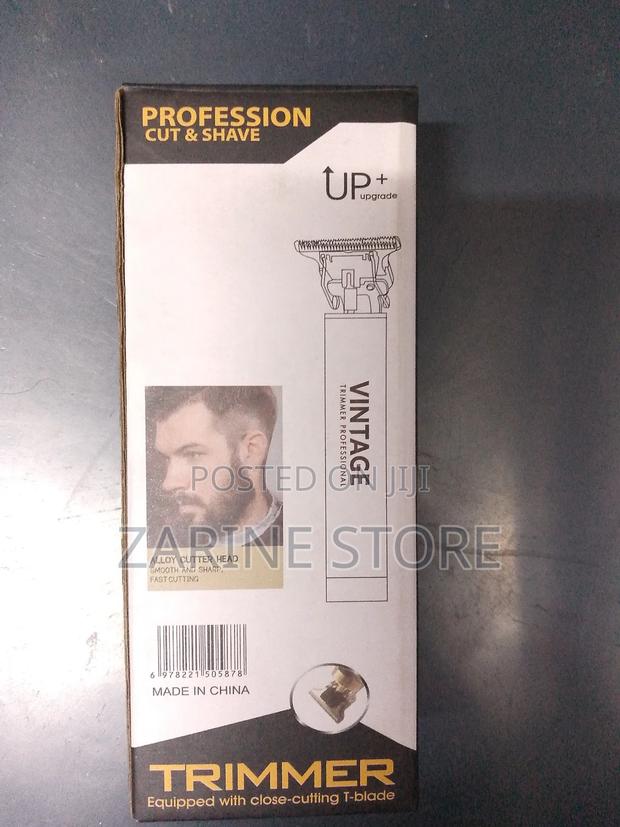 PROFESSION
CUT & SHAVE
UP+
upgrade
VINTAGE
TRIMMER PROFESSIONAL
POSTED ON JIJI
ZARINE STORE
ALLOY CUTTER HEAD
SMOOTH AND SHARP,
FAST CUTTING
6 978221 505878
MADE IN CHINA
TRIMMER
Equipped with close-cutting T-blade